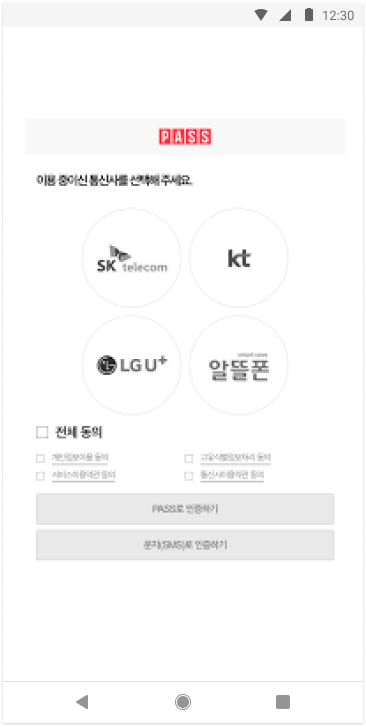 12:30
PASS
이용 중이신 통신사를 선택해 주세요.
SK telecom
kt
LG U+
알뜰폰
전체 동의
개인정보이용 동의
고유식별정보처리 동의
서비스이용약관 동의
통신사이용약관 동의
PASS로 인증하기
문자(SMS)로 인증하기